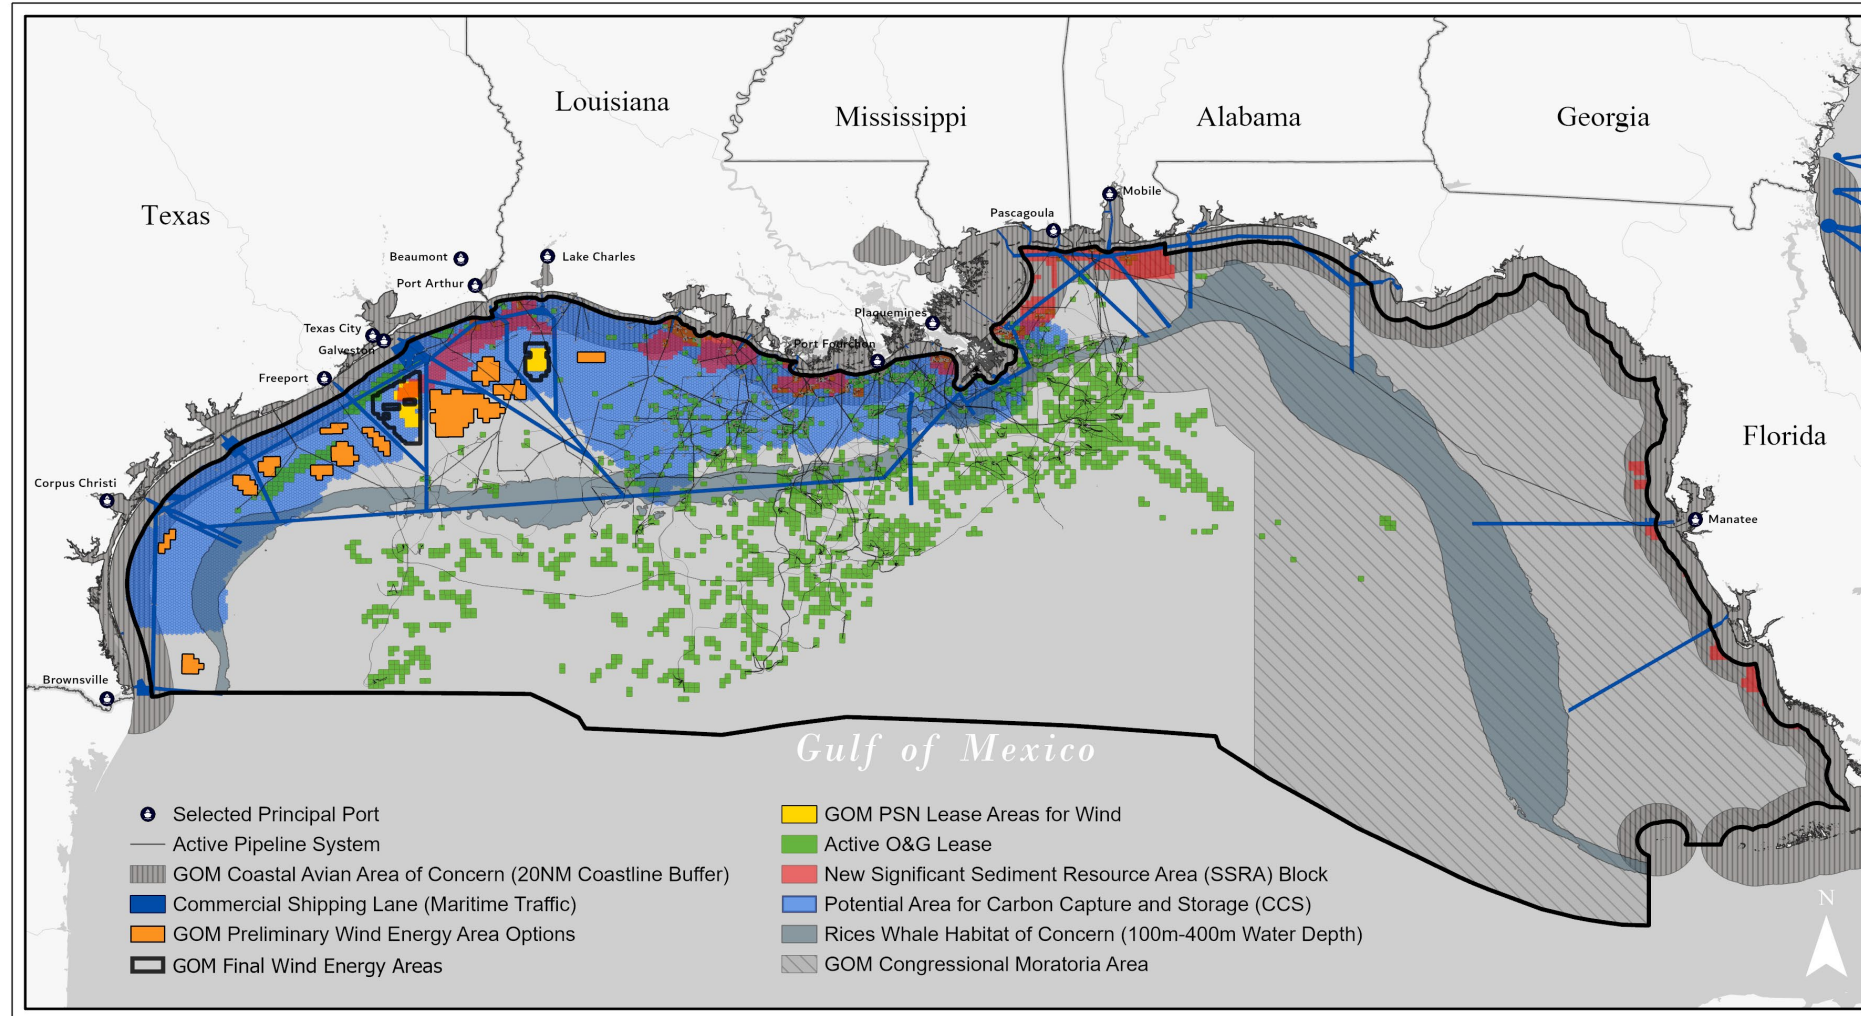 Louisiana
Mississippi
Alabama
Georgia
Texas
Mobile
Pascagoula
Beaumont
Lake Charles
Port Arthur
Plaquemines
Texas City
Port Fourchon
Galveston
Freeport
Florida
Corpus Christi
Manatee
Brownsville
Gulf of Mexico
Selected Principal Port
Active Pipeline System
GOM Coastal Avian Area of Concern (20NM Coastline Buffer)
Commercial Shipping Lane (Maritime Traffic)
GOM Preliminary Wind Energy Area Options
GOM Final Wind Energy Areas
GOM PSN Lease Areas for Wind
Active O&G Lease
New Significant Sediment Resource Area (SSRA) Block
Potential Area for Carbon Capture and Storage (CCS)
Rices Whale Habitat of Concern (100m-400m Water Depth)
GOM Congressional Moratoria Area
N